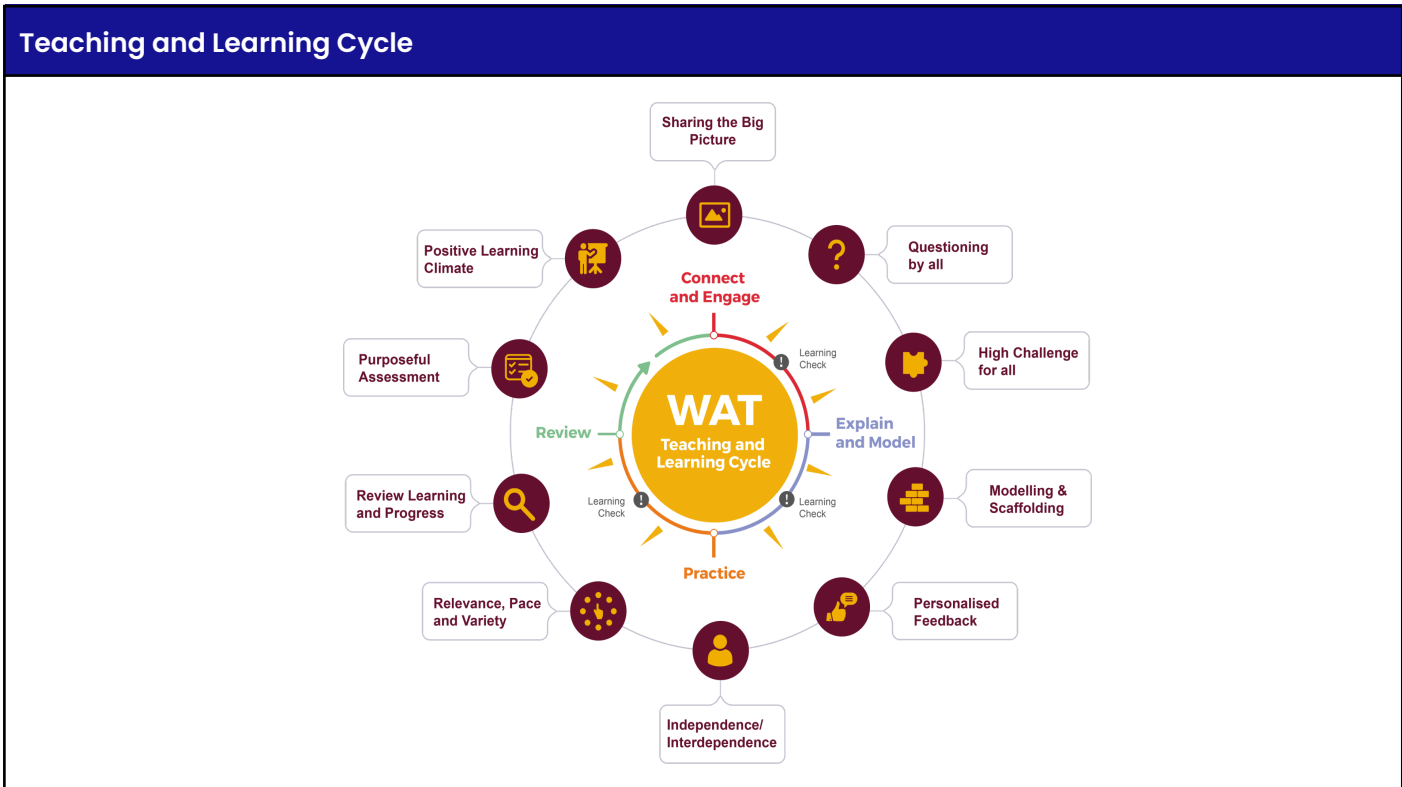 Teaching and Learning Cycle
Sharing the Big
Picture
Questioning
by all
High Challenge
for all
Modelling &
Scaffolding
Personalised
Feedback
Independence/
Interdependence
Relevance, Pace
and Variety
Review Learning
and Progress
Purposeful
Assessment
Positive Learning
Climate
Connect
and Engage
Learning
Check
Explain
and Model
Learning
Check
Practice
Learning
Check
Review
WAT
Teaching and
Learning Cycle